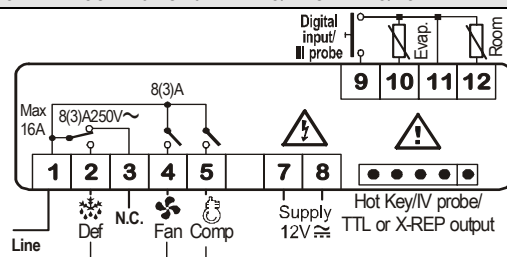 Digital
input/
III probe
Evap.
Room
9 10 11 12
8(3)A
Max
16A
8(3)A250V~
1 2 3 4 5 7 8
Def
N.C.
Fan
Comp
Supply
12V
Hot Key/IV probe/
TTL or X-REP output
Line